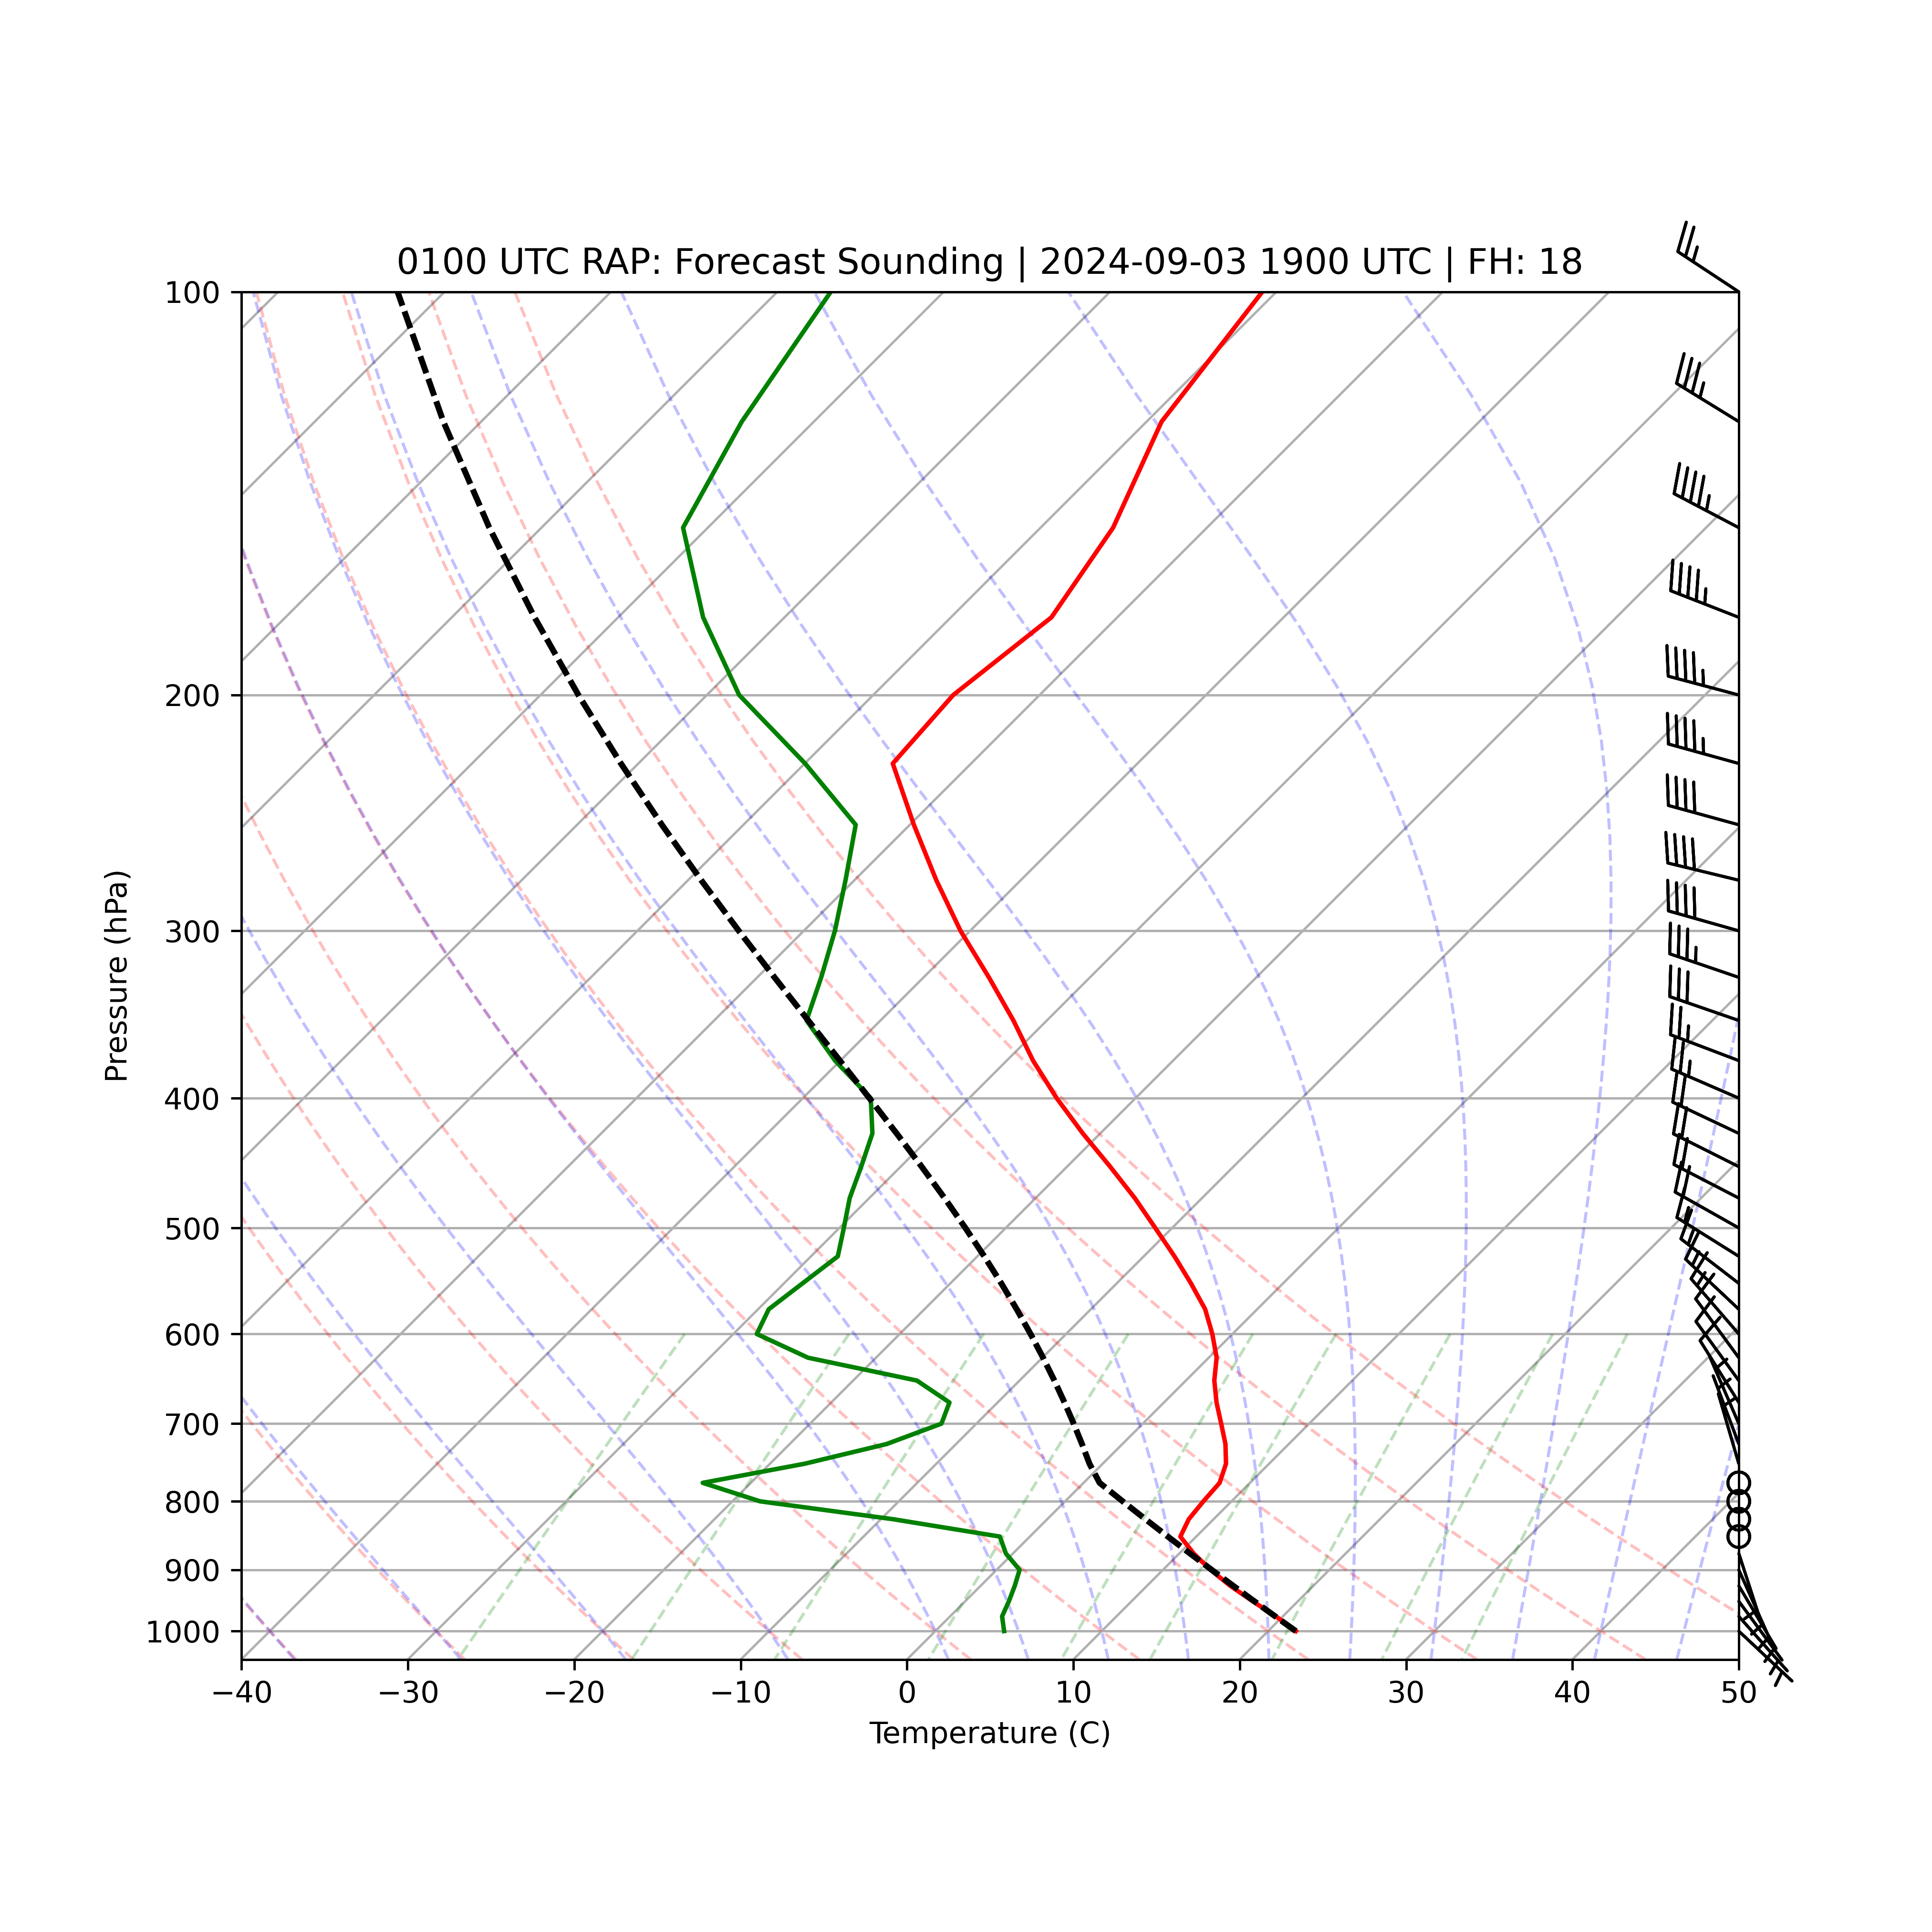 0100 UTC RAP: Forecast Sounding | 2024-09-03 1900 UTC | FH: 18
100
200
300
400
500
600
700
800
900
1000
Pressure (hPa)
−40 −30 −20 −10 0 10 20 30 40 50
Temperature (C)